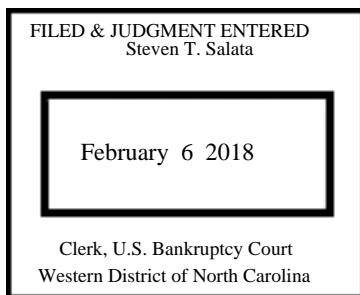 FILED & JUDGMENT ENTERED
Steven T. Salata
February 6 2018
Clerk, U.S. Bankruptcy Court
Western District of North Carolina